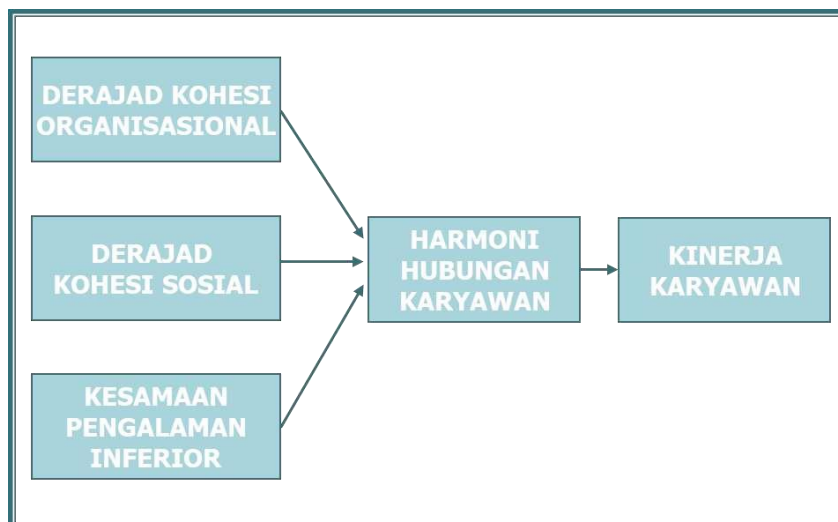 DERAJAD KOHESI
ORGANISASIONAL
DERAJAD
KOHESI SOSIAL
KESAMAAN
PENGALAMAN
INFERIOR
HARMONI
HUBUNGAN
KARYAWAN
KINERJA
KARYAWAN